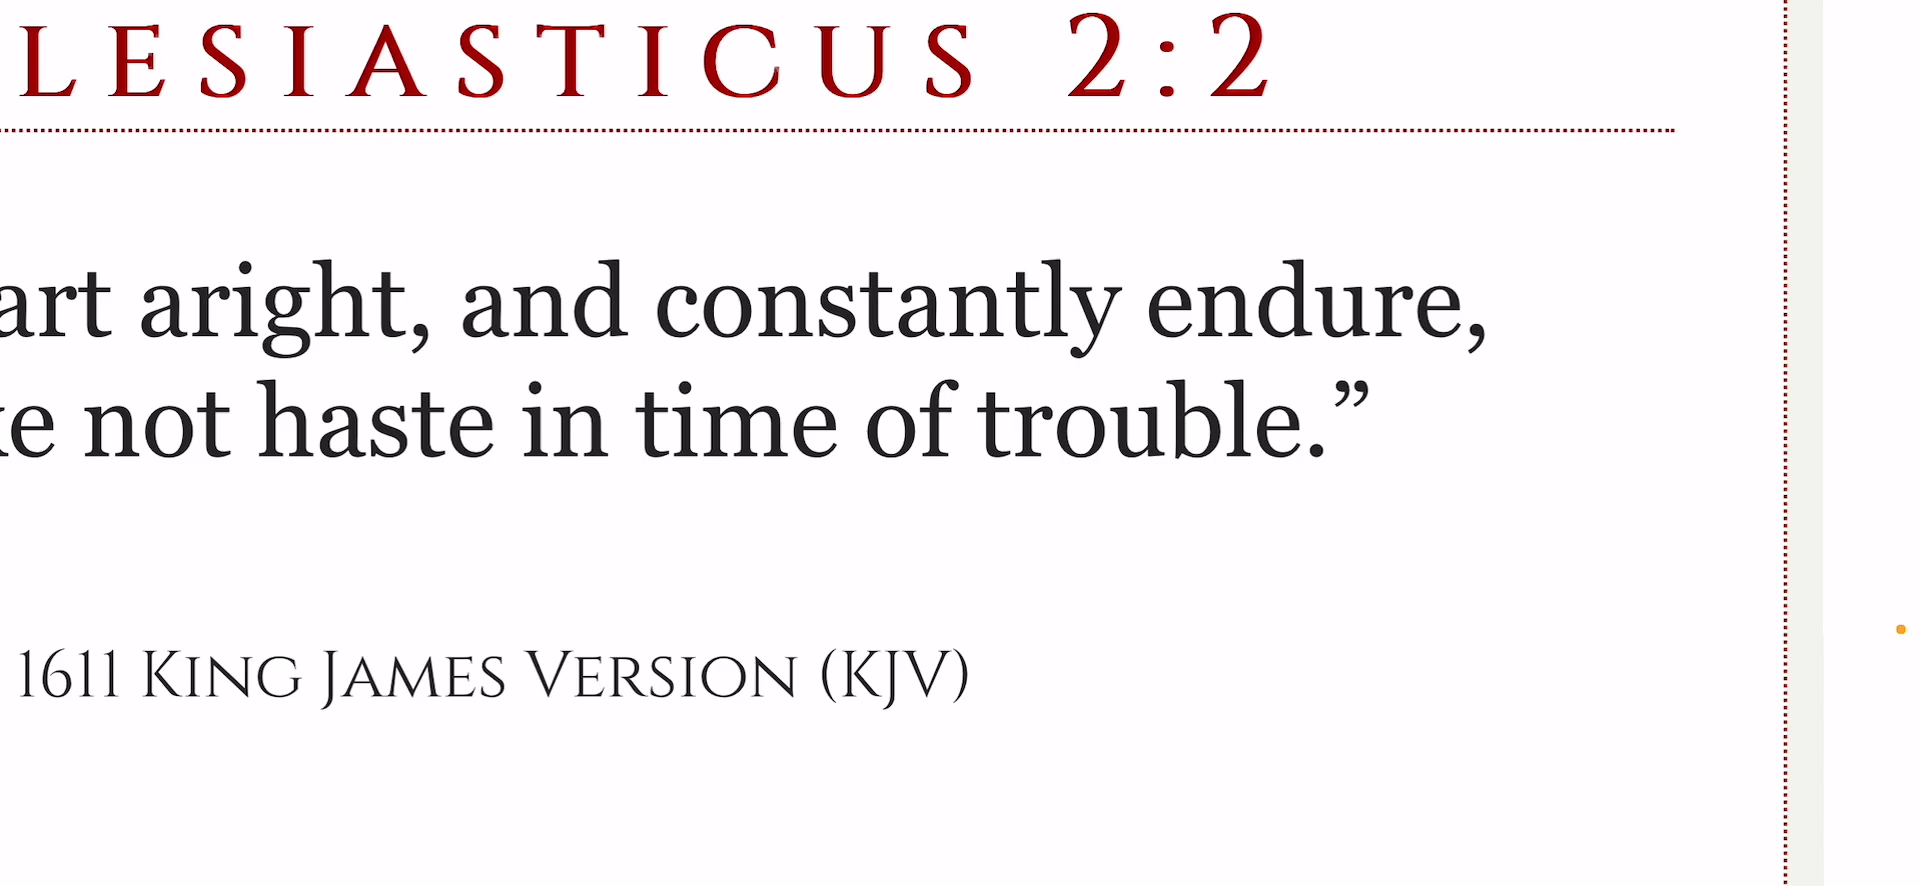 LESIASTICUS 2:2
art aright, and constantly endure,
e not haste in time of trouble.”
1611 King James Version (KJV)